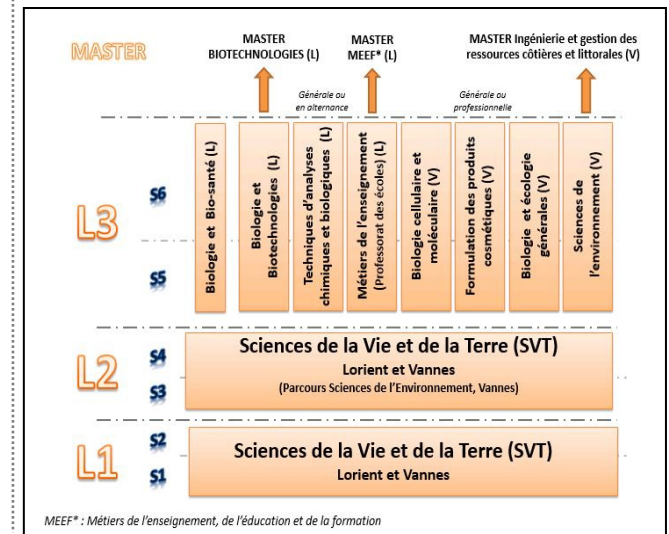 MASTER
MASTER
BIOTECHNOLOGIES (L)
MASTER
MEEF* (L)
MASTER Ingénierie et gestion des
ressources côtières et littorales (V)
Générale ou
en alternance
Générale ou
professionnelle
L3
S6
S5
Biologie et Bio-santé (L)
Biologie et
Biotechnologies (L)
Techniques d'analyses
chimiques et biologiques (L)
Métiers de l'enseignement
(Professorat des écoles) (L)
Biologie cellulaire et
moléculaire (V)
Formulation des produits
cosmétiques (V)
Biologie et écologie
générales (V)
Sciences de
l'environnement (V)
L2
S4
S3
Sciences de la Vie et de la Terre (SVT)
Lorient et Vannes
(Parcours Sciences de l'Environnement, Vannes)
L1
S2
S1
Sciences de la Vie et de la Terre (SVT)
Lorient et Vannes
MEEF* : Métiers de l'enseignement, de l'éducation et de la formation